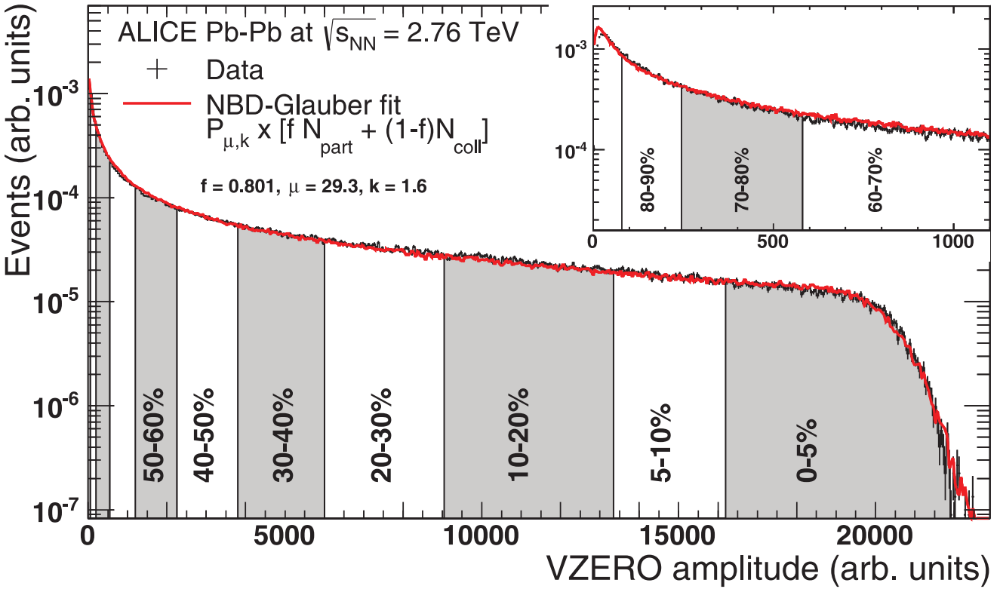 ALICE Pb-Pb at √sNN = 2.76 TeV
Data
NBD-Glauber fit
Pμ,k x [f Npart + (1-f)Ncoll]
f = 0.801, μ = 29.3, k = 1.6
Events (arb. units)
10-3
10-4
10-5
10-6
10-7
50-60%
40-50%
30-40%
20-30%
10-20%
5-10%
0-5%
0 5000 10000 15000 20000
VZERO amplitude (arb. units)
10-3
10-4
80-90%
70-80%
60-70%
0 500 1000